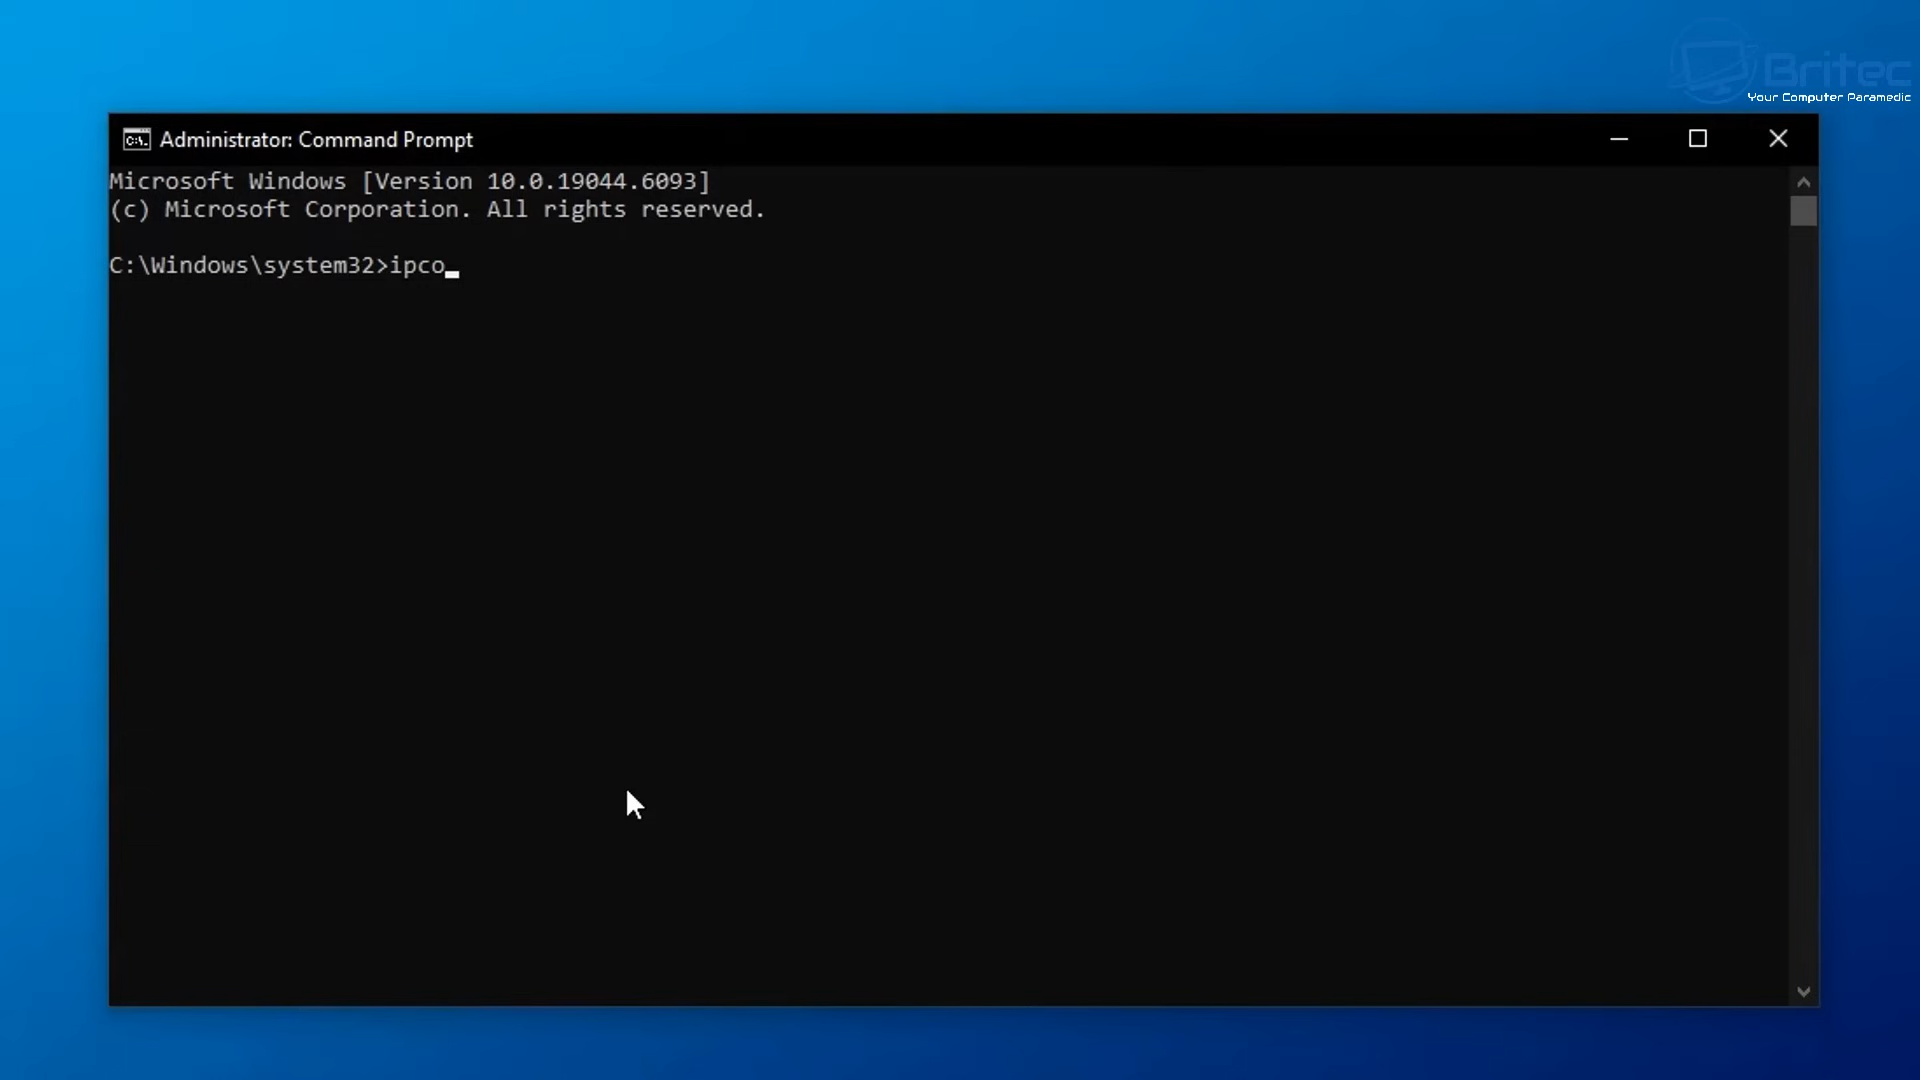 Britec
Your Computer Paramedic
Administrator: Command Prompt
Microsoft Windows [Version 10.0.19044.6093]
(c) Microsoft Corporation. All rights reserved.
C:\Windows\system32>ipco